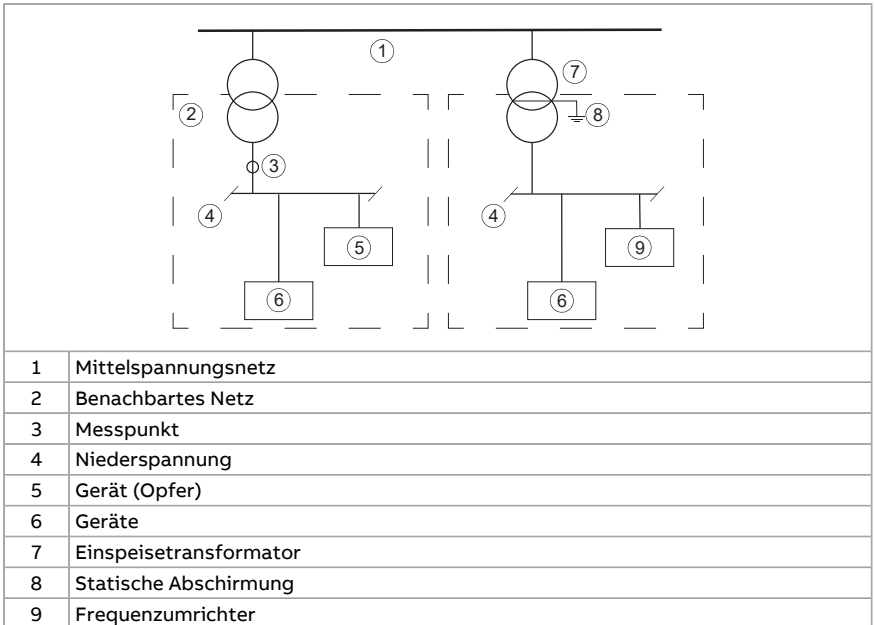 1
7
2
8
3
4
4
5
9
6
6
1 Mittelspannungsnetz
2 Benachbartes Netz
3 Messpunkt
4 Niederspannung
5 Gerät (Opfer)
6 Geräte
7 Einspeisetransformator
8 Statische Abschirmung
9 Frequenzumrichter